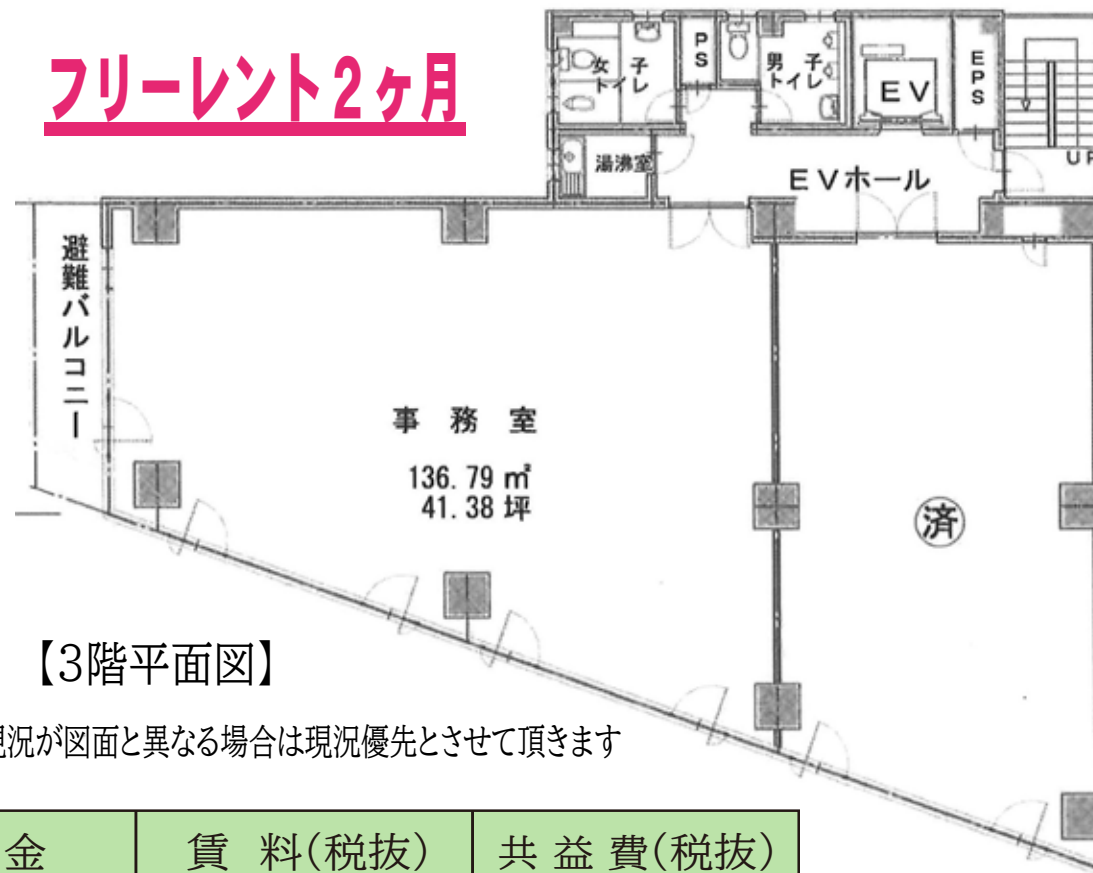 フリーレント2ヶ月
女子
トイレ
PS
男子
トイレ
EV
EPS
湯沸室
EVホール
避難バルコニー
事務室
136.79㎡
41.38坪
済
【3階平面図】
現況が図面と異なる場合は現況優先とさせて頂きます
金
賃料(税抜)
共益費(税抜)